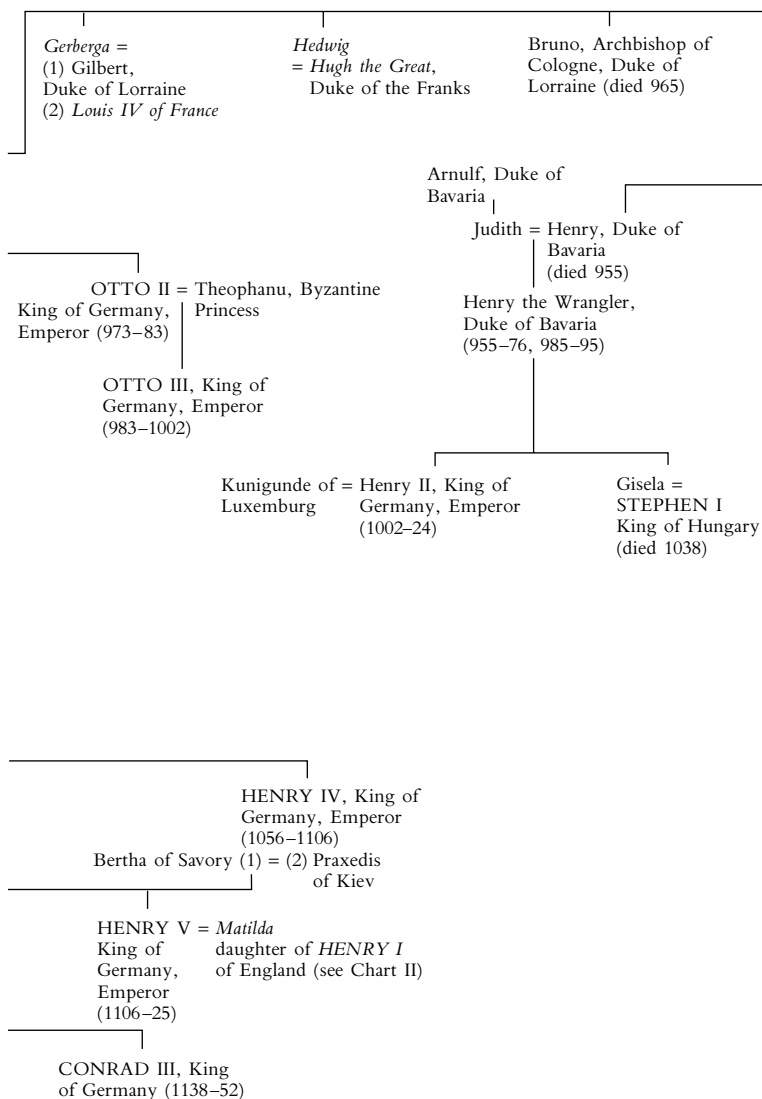 Gerberga =
(1) Gilbert,
Duke of Lorraine
(2) Louis IV of France
Hedwig
= Hugh the Great,
Duke of the Franks
Bruno, Archbishop of
Cologne, Duke of
Lorraine (died 965)
Arnulf, Duke of
Bavaria
Judith = Henry, Duke of
Bavaria
(died 955)
OTTO II = Theophanu, Byzantine
King of Germany, Princess
Emperor (973–83)
Henry the Wrangler,
Duke of Bavaria
(955–76, 985–95)
OTTO III, King of
Germany, Emperor
(983–1002)
Kunigunde of = Henry II, King of
Luxemburg Germany, Emperor
(1002–24)
Gisela =
STEPHEN I
King of Hungary
(died 1038)
HENRY IV, King of
Germany, Emperor
(1056–1106)
Bertha of Savory (1) = (2) Praxedis
of Kiev
HENRY V = Matilda
King of daughter of HENRY I
Germany, of England (see Chart II)
Emperor
(1106–25)
CONRAD III, King
of Germany (1138–52)